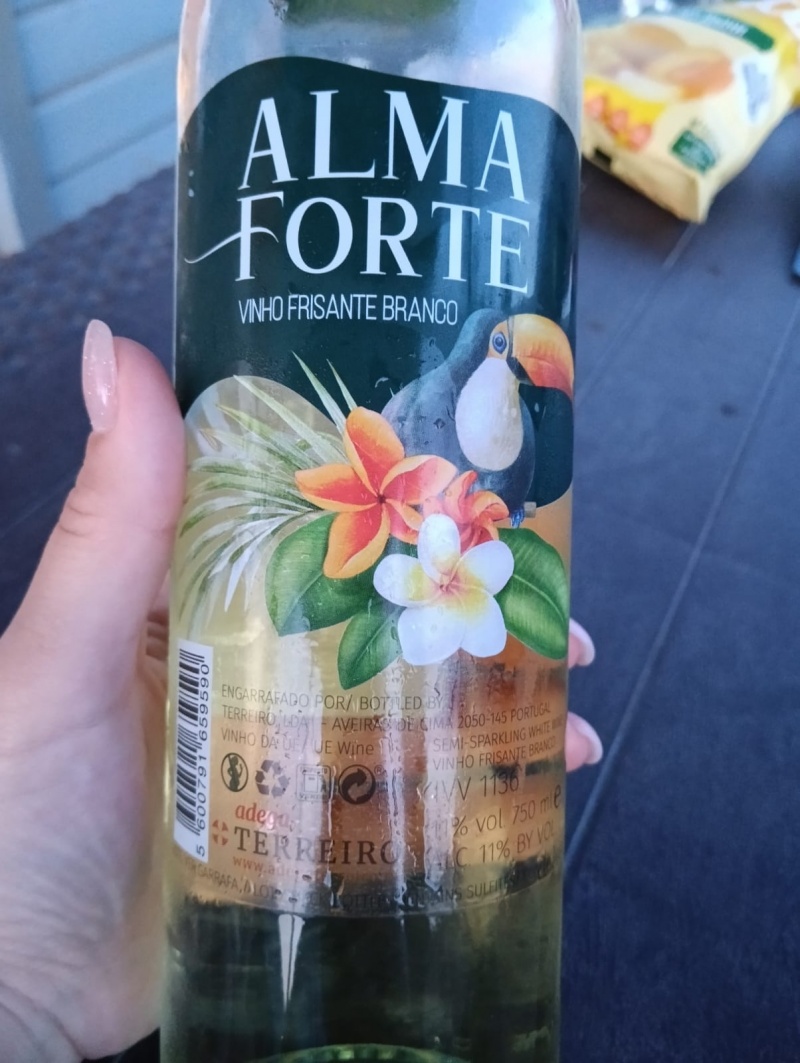 ALMA
FORTE
VINHO FRISANTE BRANCO
ENGARRAFADO POR/ BOTTLED BY:
TERREIRO, LDA - AVEIRAS DE CIMA 2050-145 PORTUGAL
VINHO DA UE/ UE Wine
SEMI-SPARKLING WHITE WINE
VINHO FRISANTE BRANCO
IVV 1136
11% vol 750 ml e
ALC. 11% BY VOL
adega
TERREIRO
5 600791 659590